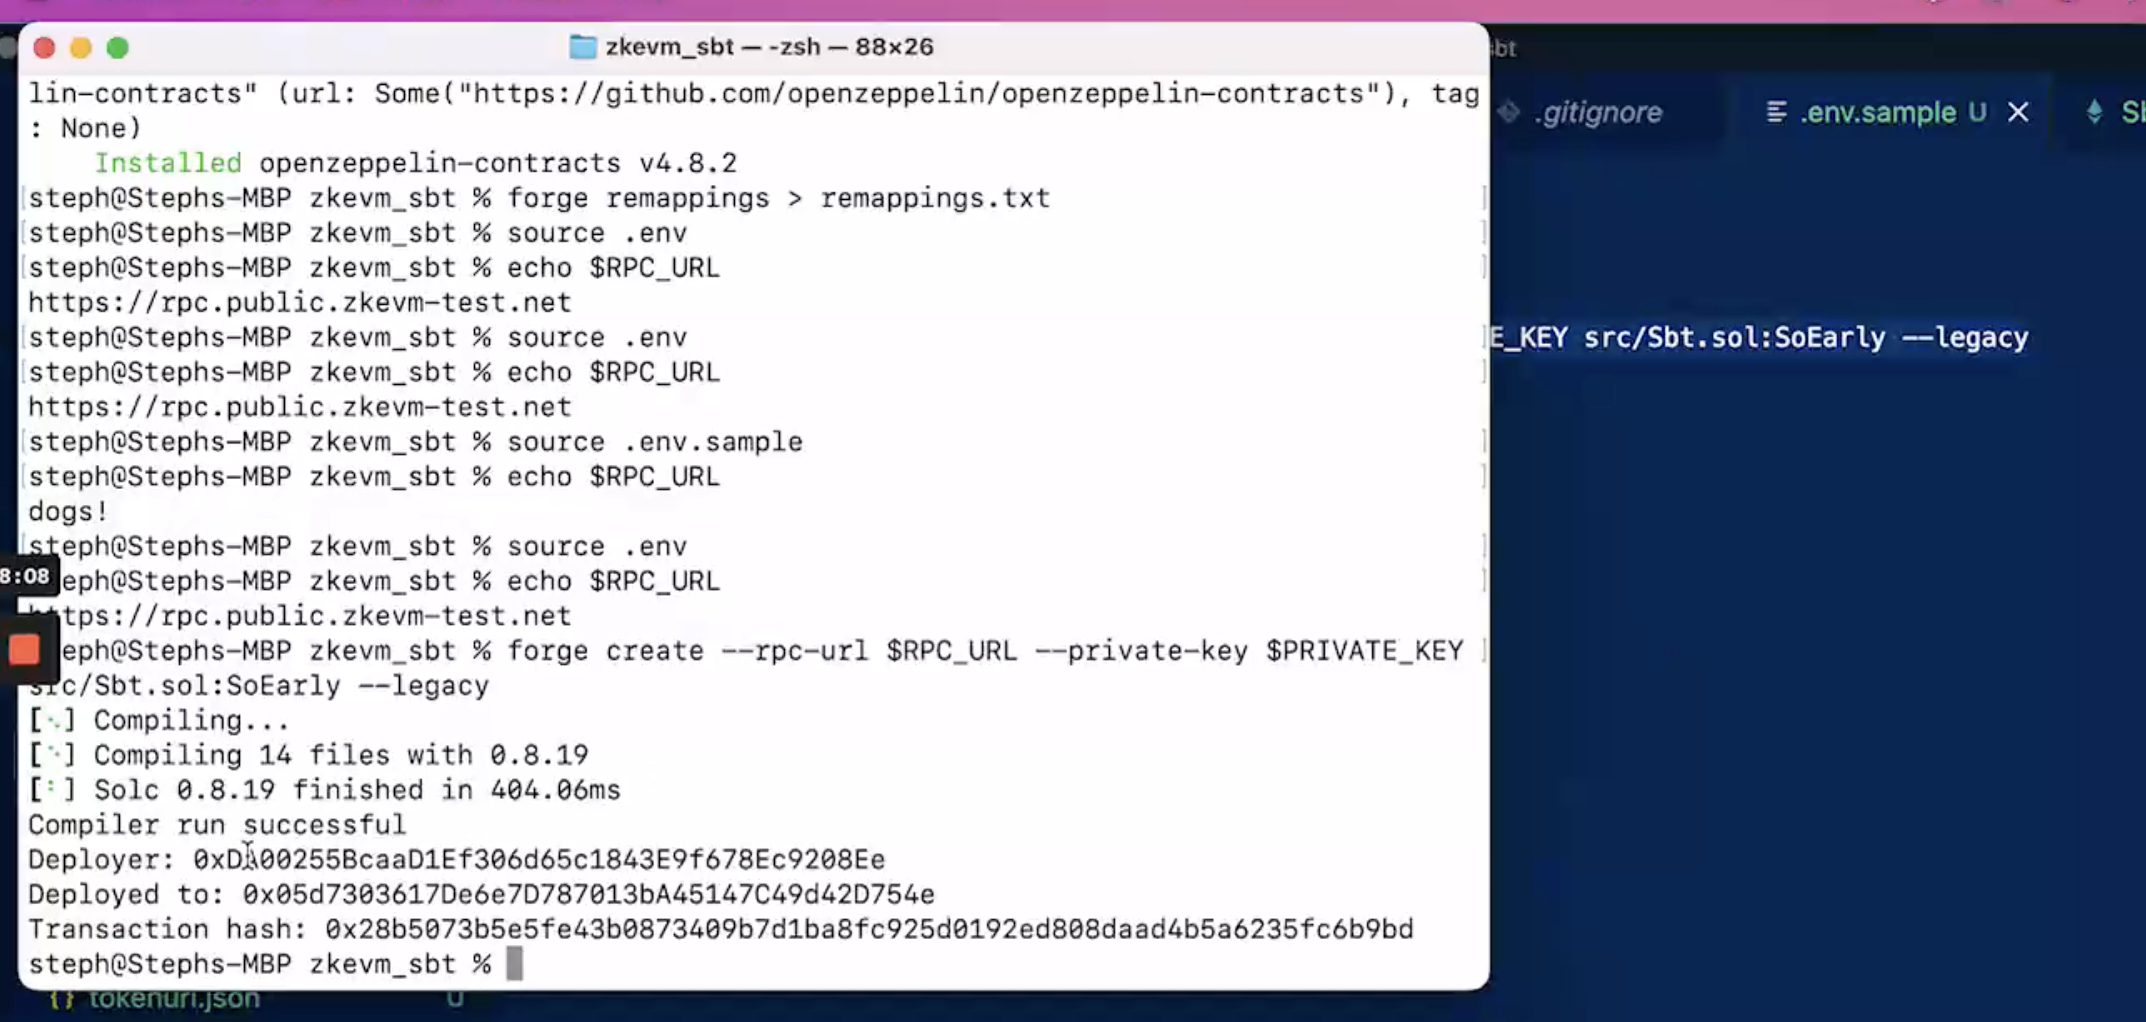 zkevm_sbt — -zsh — 88×26
lin-contracts" (url: Some("https://github.com/openzeppelin/openzeppelin-contracts"), tag
: None)
Installed openzeppelin-contracts v4.8.2
steph@Stephs-MBP zkevm_sbt % forge remappings > remappings.txt
steph@Stephs-MBP zkevm_sbt % source .env
steph@Stephs-MBP zkevm_sbt % echo $RPC_URL
https://rpc.public.zkevm-test.net
steph@Stephs-MBP zkevm_sbt % source .env
steph@Stephs-MBP zkevm_sbt % echo $RPC_URL
https://rpc.public.zkevm-test.net
steph@Stephs-MBP zkevm_sbt % source .env.sample
steph@Stephs-MBP zkevm_sbt % echo $RPC_URL
dogs!
steph@Stephs-MBP zkevm_sbt % source .env
eph@Stephs-MBP zkevm_sbt % echo $RPC_URL
https://rpc.public.zkevm-test.net
eph@Stephs-MBP zkevm_sbt % forge create --rpc-url $RPC_URL --private-key $PRIVATE_KEY
src/Sbt.sol:SoEarly --legacy
[⠢] Compiling...
[⠑] Compiling 14 files with 0.8.19
[⠃] Solc 0.8.19 finished in 404.06ms
Compiler run successful
Deployer: 0xDA00255BcaaD1Ef306d65c1843E9f678Ec9208Ee
Deployed to: 0x05d7303617De6e7D787013bA45147C49d42D754e
Transaction hash: 0x28b5073b5e5fe43b0873409b7d1ba8fc925d0192ed808daad4b5a6235fc6b9bd
steph@Stephs-MBP zkevm_sbt %
8:08
sbt
.gitignore
.env.sample U
Sb
E_KEY src/Sbt.sol:SoEarly --legacy
{} tokenuri.json U